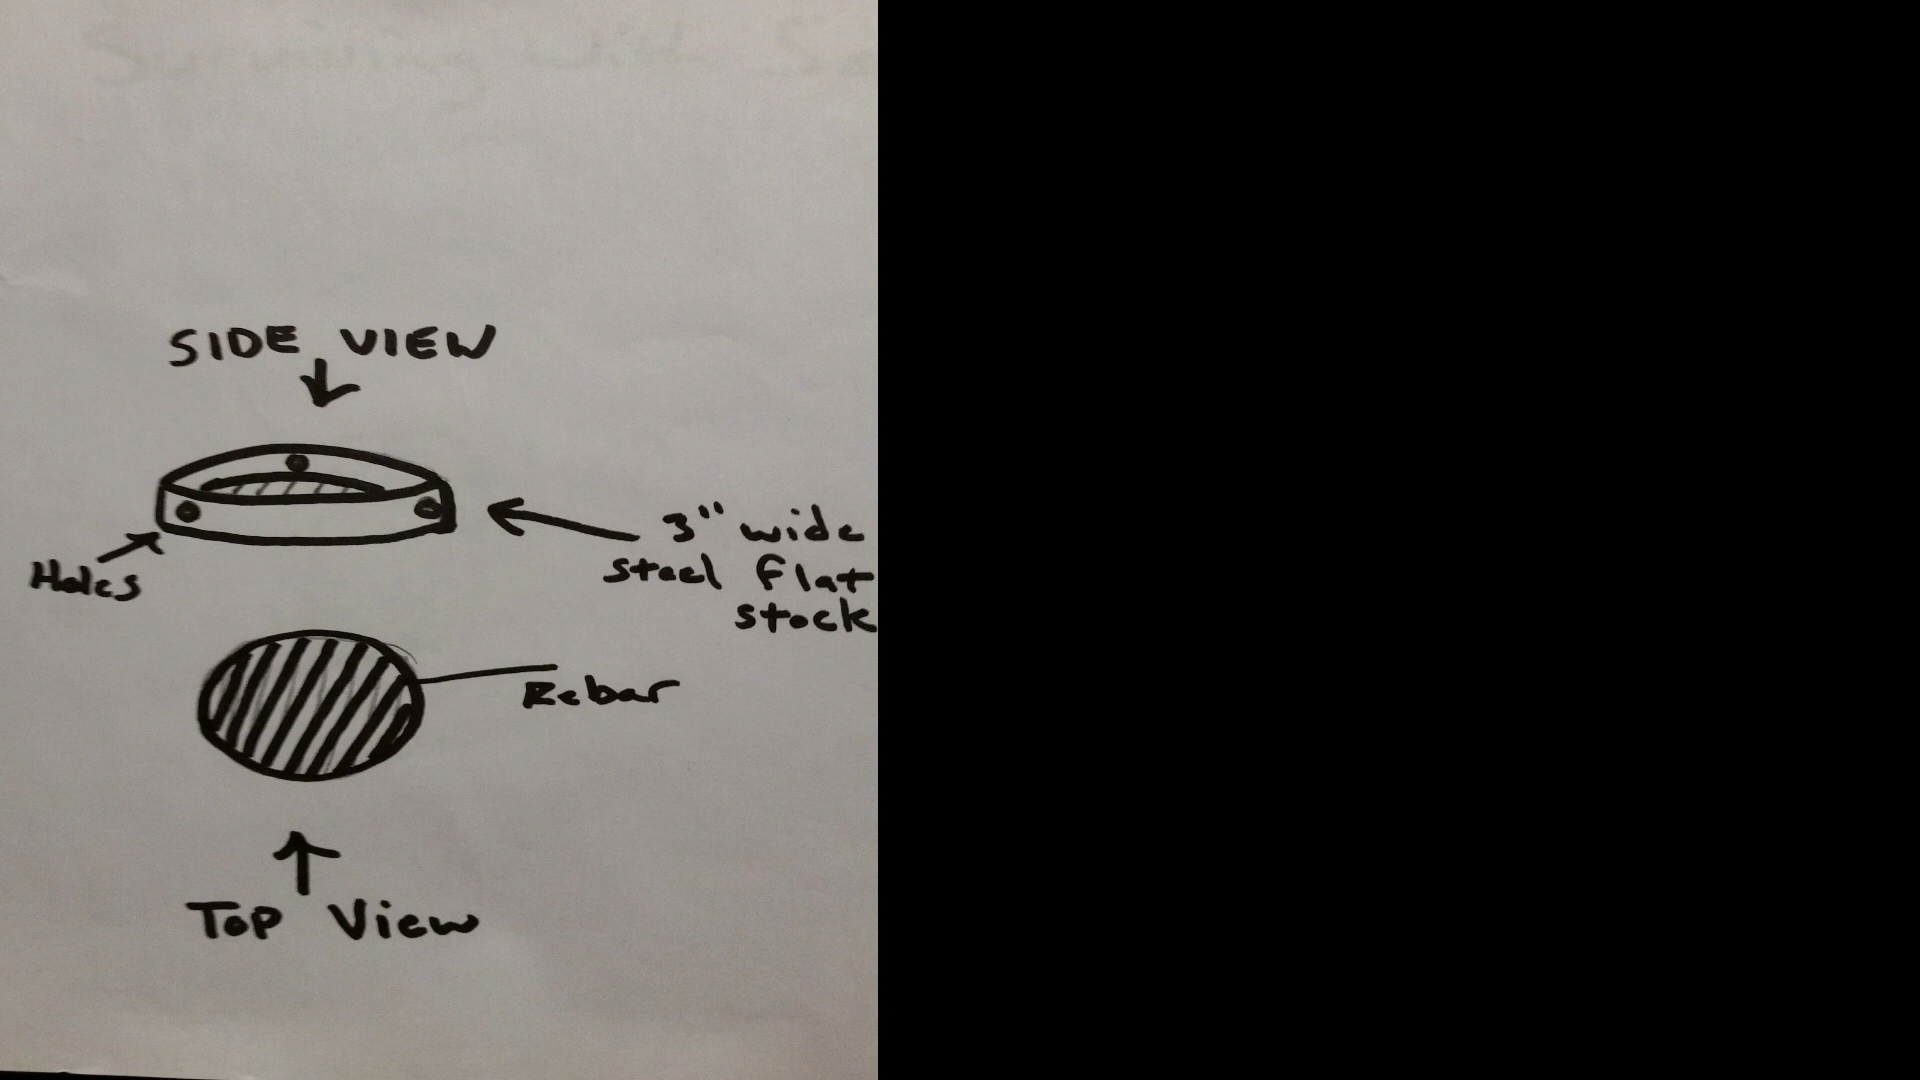 SIDE VIEW
3" wide
steel flat
stock
Holes
Rebar
Top View